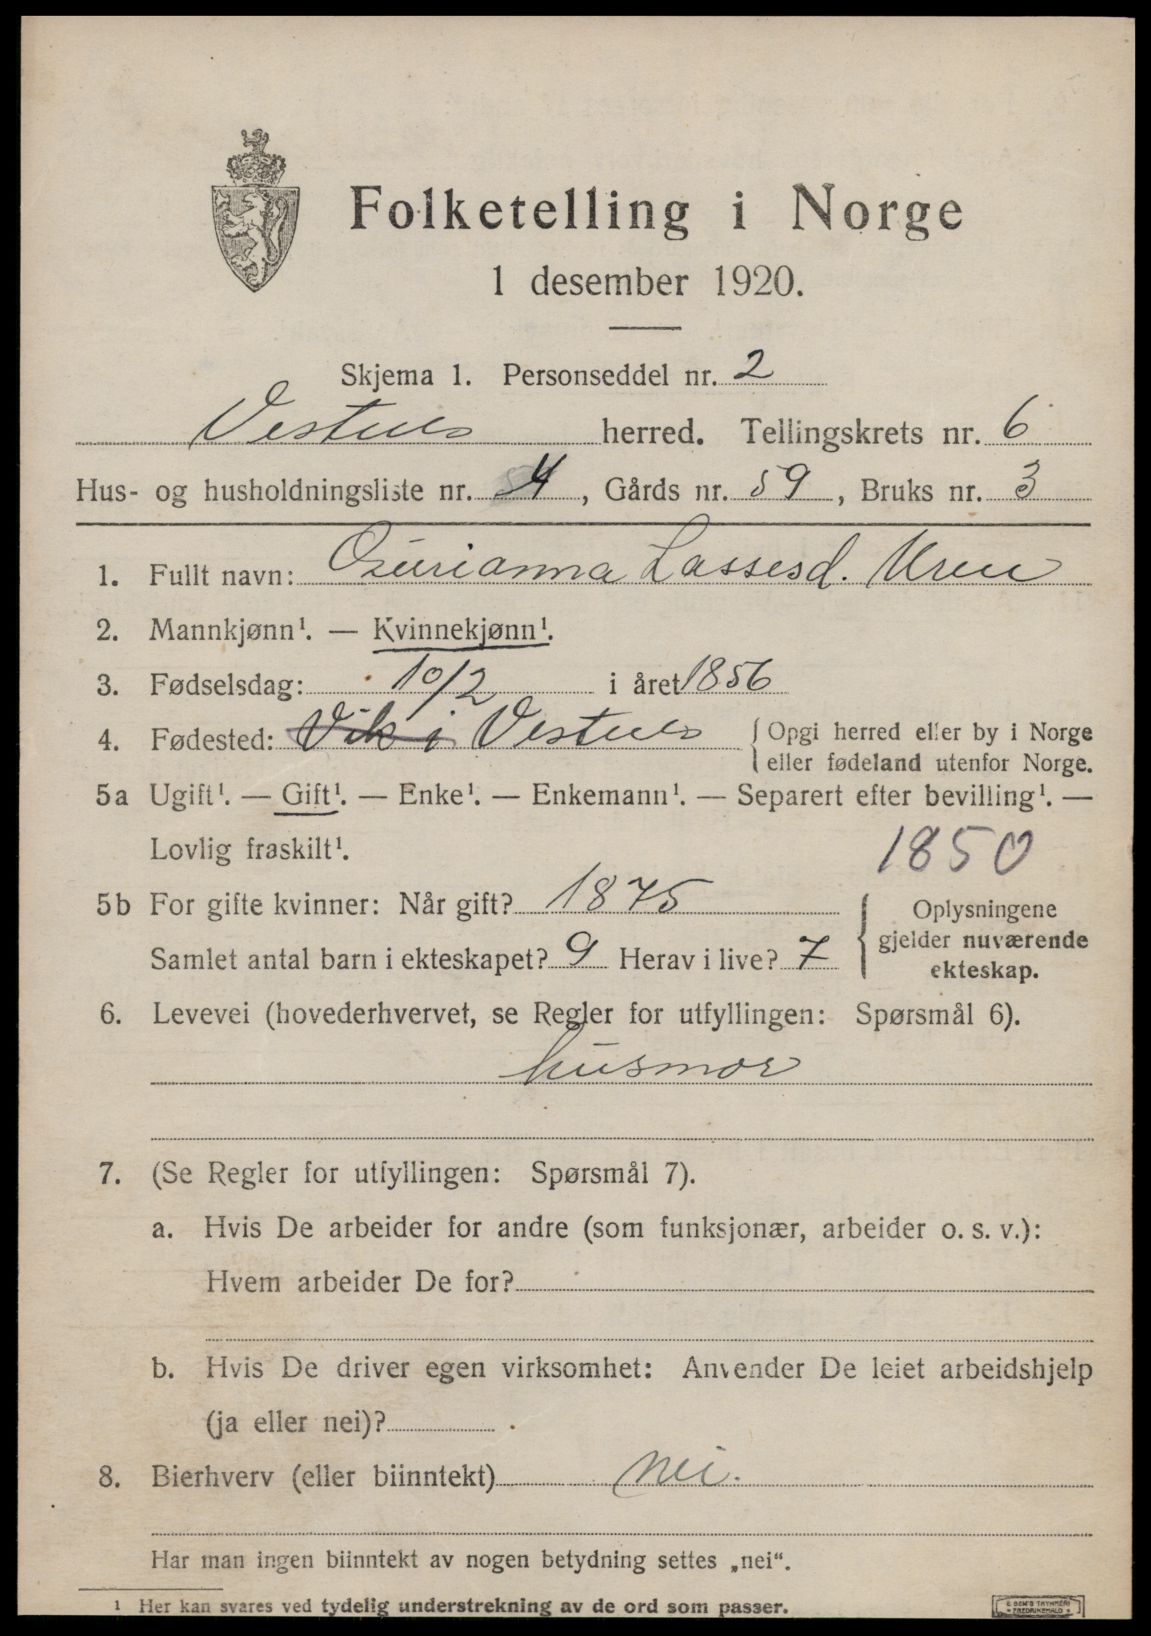 Folketelling i Norge
1 desember 1920.
Skjema 1. Personseddel nr. 2
Vestnes herred. Tellingskrets nr. 6
Hus- og husholdningsliste nr. 4, Gårds nr. 59, Bruks nr. 3
1. Fullt navn: Lassesd.
2. Mannkjønn¹. — Kvinnekjønn¹.
3. Fødselsdag: 10/2 i året 1856
4. Fødested: Vik i Vestnes { Opgi herred eller by i Norge
eller fødeland utenfor Norge.
5a Ugift¹. — Gift¹. — Enke¹. — Enkemann¹. — Separert efter bevilling¹. —
Lovlig fraskilt¹. 1850
5b For gifte kvinner: Når gift? 1875
Samlet antal barn i ekteskapet? 9 Herav i live? 7
{ Oplysningene
gjelder nuværende
ekteskap.
6. Levevei (hovederhvervet, se Regler for utfyllingen: Spørsmål 6).
husmor
7. (Se Regler for utfyllingen: Spørsmål 7).
a. Hvis De arbeider for andre (som funksjonær, arbeider o. s. v.):
Hvem arbeider De for?
b. Hvis De driver egen virksomhet: Anvender De leiet arbeidshjelp
(ja eller nei)?
8. Bierhverv (eller biinntekt) nei.
Har man ingen biinntekt av nogen betydning settes „nei“.
¹ Her kan svares ved tydelig understrekning av de ord som passer.